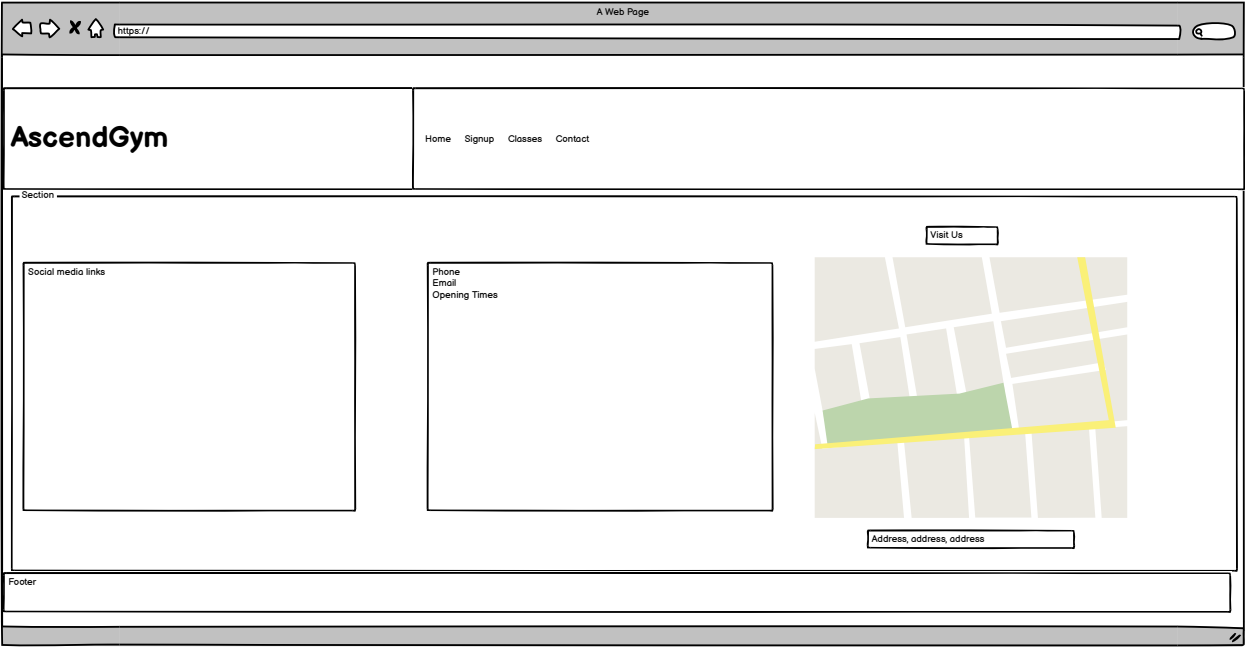 A Web Page
https://
AscendGym
Home Signup Classes Contact
Section
Social media links
Phone
Email
Opening Times
Visit Us
Address, address, address
Footer